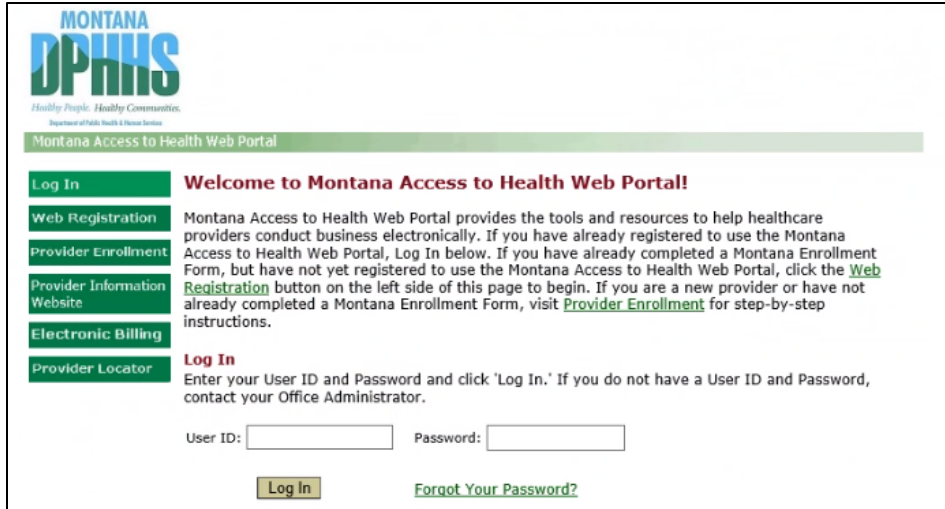 MONTANA
DPHHS
Healthy People. Healthy Communities.
Department of Public Health & Human Services
Montana Access to Health Web Portal
Log In
Web Registration
Provider Enrollment
Provider Information
Website
Electronic Billing
Provider Locator
Welcome to Montana Access to Health Web Portal!
Montana Access to Health Web Portal provides the tools and resources to help healthcare
providers conduct business electronically. If you have already registered to use the Montana
Access to Health Web Portal, Log In below. If you have already completed a Montana Enrollment
Form, but have not yet registered to use the Montana Access to Health Web Portal, click the Web
Registration button on the left side of this page to begin. If you are a new provider or have not
already completed a Montana Enrollment Form, visit Provider Enrollment for step-by-step
instructions.
Log In
Enter your User ID and Password and click 'Log In.' If you do not have a User ID and Password,
contact your Office Administrator.
User ID: Password:
Log In Forgot Your Password?